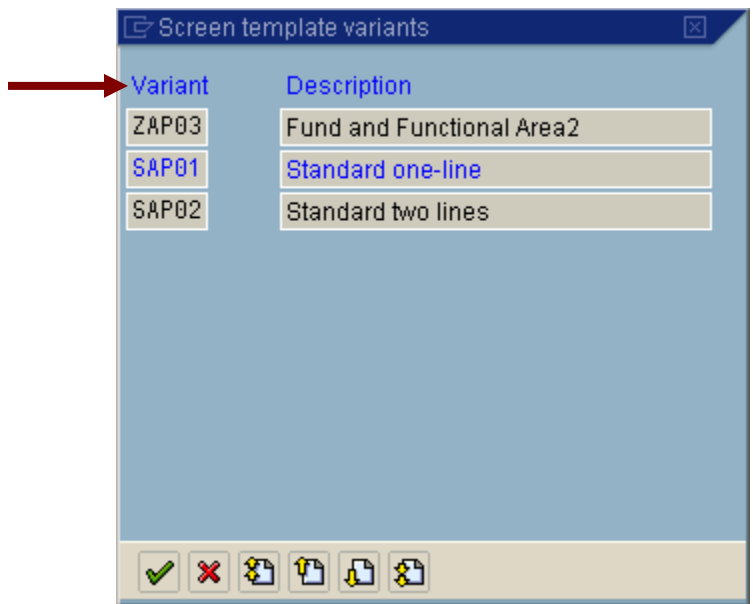 Screen template variants
Variant Description
ZAP03 Fund and Functional Area2
SAP01 Standard one-line
SAP02 Standard two lines